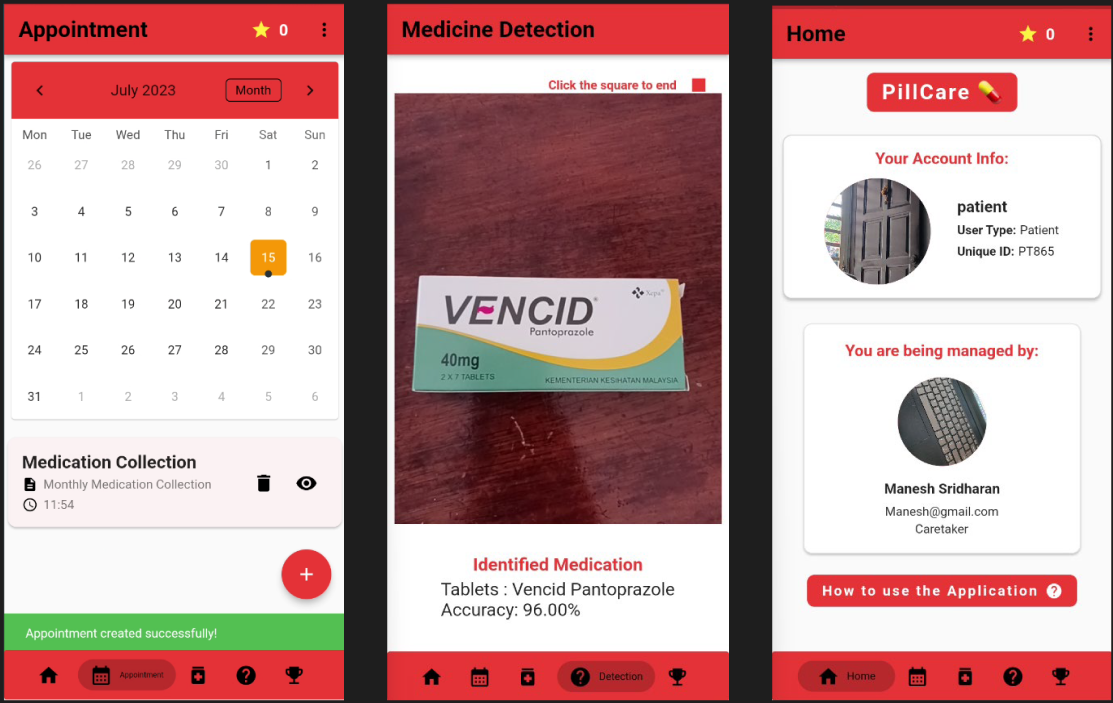 Appointment
0
July 2023
Month
Mon Tue Wed Thu Fri Sat Sun
26 27 28 29 30 1 2
3 4 5 6 7 8 9
10 11 12 13 14 15 16
17 18 19 20 21 22 23
24 25 26 27 28 29 30
31 1 2 3 4 5 6
Medication Collection
Monthly Medication Collection
11:54
+
Appointment created successfully!
Appointment
Medicine Detection
Click the square to end
Xepa
VENCID®
Pantoprazole
40mg
2 X 7 TABLETS
KEMENTERIAN KESIHATAN MALAYSIA
Identified Medication
Tablets : Vencid Pantoprazole
Accuracy: 96.00%
Detection
Home
0
PillCare
Your Account Info:
patient
User Type: Patient
Unique ID: PT865
You are being managed by:
Manesh Sridharan
Manesh@gmail.com
Caretaker
How to use the Application
Home